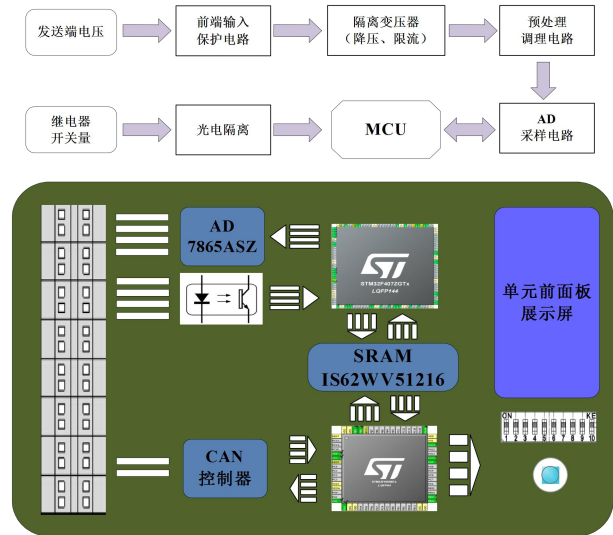 发送端电压
前端输入
保护电路
隔离变压器
（降压、限流）
预处理
调理电路
继电器
开关量
光电隔离
MCU
AD
采样电路
AD
7865ASZ
STM32F407ZGTx
LQFP144
单元前面板
展示屏
SRAM
IS62WV51216
ON KE
1 2 3 4 5 6 7 8 9 10
CAN
控制器